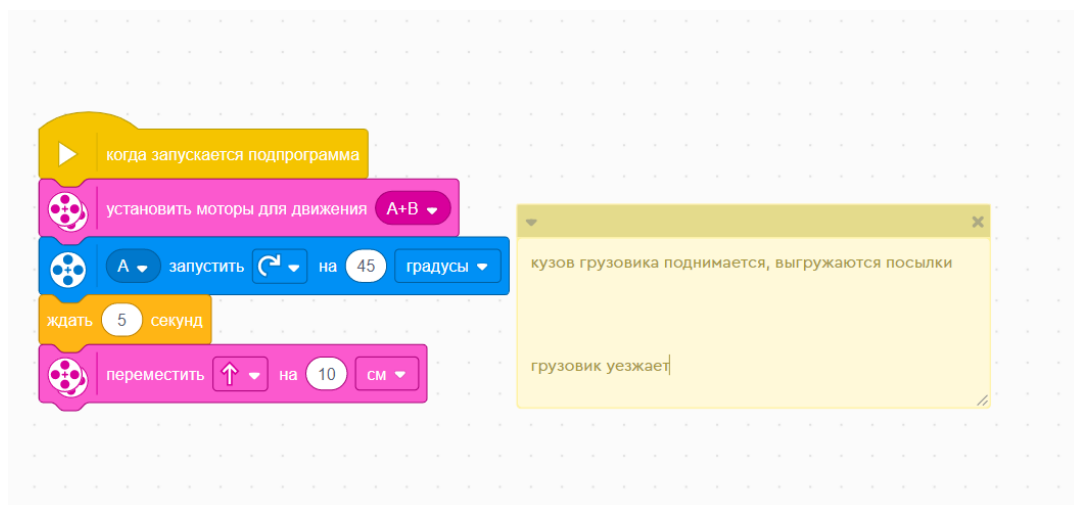 когда запускается подпрограмма
установить моторы для движения A+B
A запустить на 45 градусы
ждать 5 секунд
переместить на 10 см
кузов грузовика поднимается, выгружаются посылки
грузовик уезжает